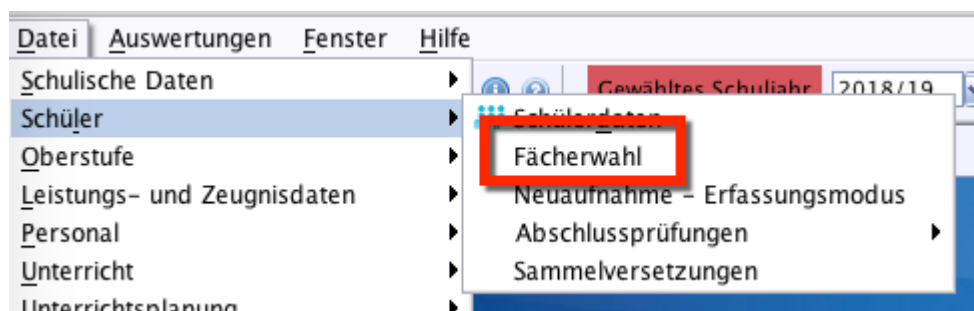 Datei Auswertungen Fenster Hilfe
Schulische Daten
Gewähltes Schuljahr 2018/19
Schüler
Schülerdaten
Oberstufe
Fächerwahl
Leistungs- und Zeugnisdaten
Neuaufnahme - Erfassungsmodus
Personal
Abschlussprüfungen
Unterricht
Sammelversetzungen
Unterrichtsplanung